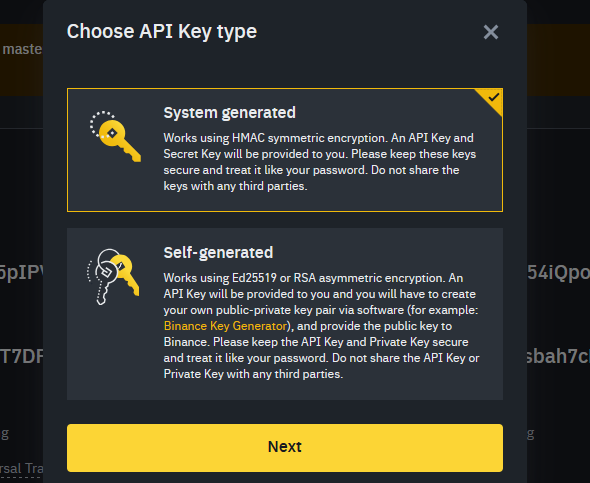 Choose API Key type
maste
System generated
Works using HMAC symmetric encryption. An API Key and
Secret Key will be provided to you. Please keep these keys
secure and treat it like your password. Do not share the
keys with any third parties.
Self-generated
Works using Ed25519 or RSA asymmetric encryption. An
API Key will be provided to you and you will have to create
your own public-private key pair via software (for example:
Binance Key Generator), and provide the public key to
Binance. Please keep the API Key and Private Key secure
and treat it like your password. Do not share the API Key or
Private Key with any third parties.
5pIP
54iQpo
T7DF
sbah7c
g
g
rsal Tra
Next